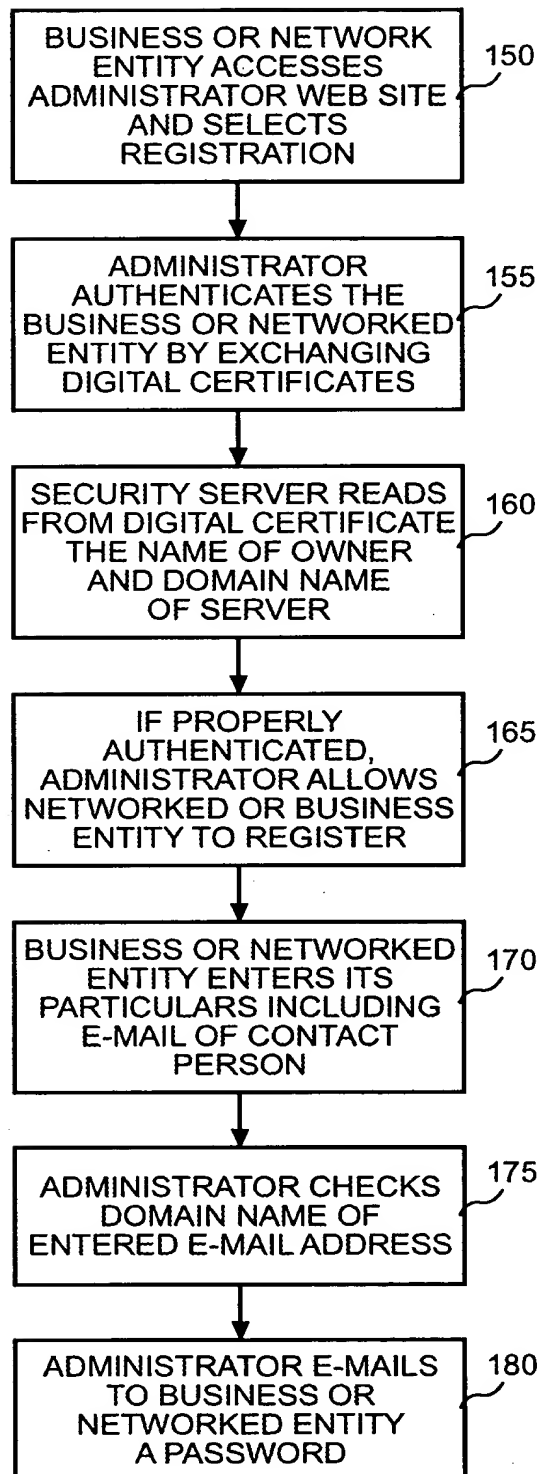 BUSINESS OR NETWORK
ENTITY ACCESSES
ADMINISTRATOR WEB SITE
AND SELECTS
REGISTRATION
150
ADMINISTRATOR
AUTHENTICATES THE
BUSINESS OR NETWORKED
ENTITY BY EXCHANGING
DIGITAL CERTIFICATES
155
SECURITY SERVER READS
FROM DIGITAL CERTIFICATE
THE NAME OF OWNER
AND DOMAIN NAME
OF SERVER
160
IF PROPERLY
AUTHENTICATED,
ADMINISTRATOR ALLOWS
NETWORKED OR BUSINESS
ENTITY TO REGISTER
165
BUSINESS OR NETWORKED
ENTITY ENTERS ITS
PARTICULARS INCLUDING
E-MAIL OF CONTACT
PERSON
170
ADMINISTRATOR CHECKS
DOMAIN NAME OF
ENTERED E-MAIL ADDRESS
175
ADMINISTRATOR E-MAILS
TO BUSINESS OR
NETWORKED ENTITY
A PASSWORD
180